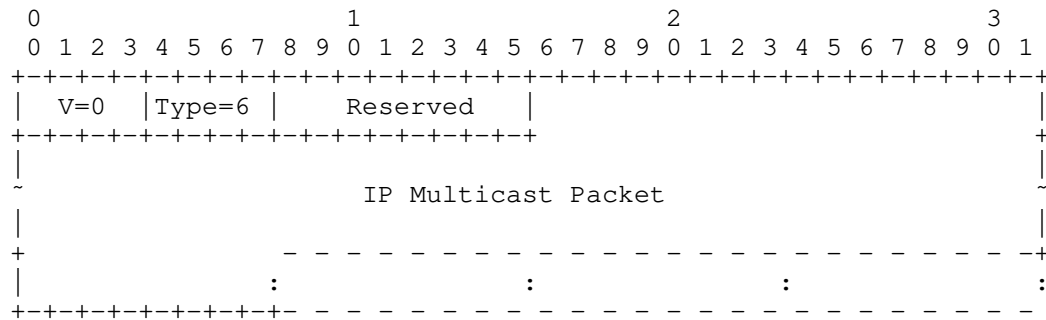 0                   1                   2                   3
 0 1 2 3 4 5 6 7 8 9 0 1 2 3 4 5 6 7 8 9 0 1 2 3 4 5 6 7 8 9 0 1
+-+-+-+-+-+-+-+-+-+-+-+-+-+-+-+-+-+-+-+-+-+-+-+-+-+-+-+-+-+-+-+-+
|  V=0  |Type=6 |    Reserved   |                               |
+-+-+-+-+-+-+-+-+-+-+-+-+-+-+-+-+                               +
|                                                               |
~                     IP Multicast Packet                       ~
|                                                               |
+                - - - - - - - - - - - - - - - - - - - - - - - -+
|               :               :               :               :
+-+-+-+-+-+-+-+-+- - - - - - - - - - - - - - - - - - - - - - - -